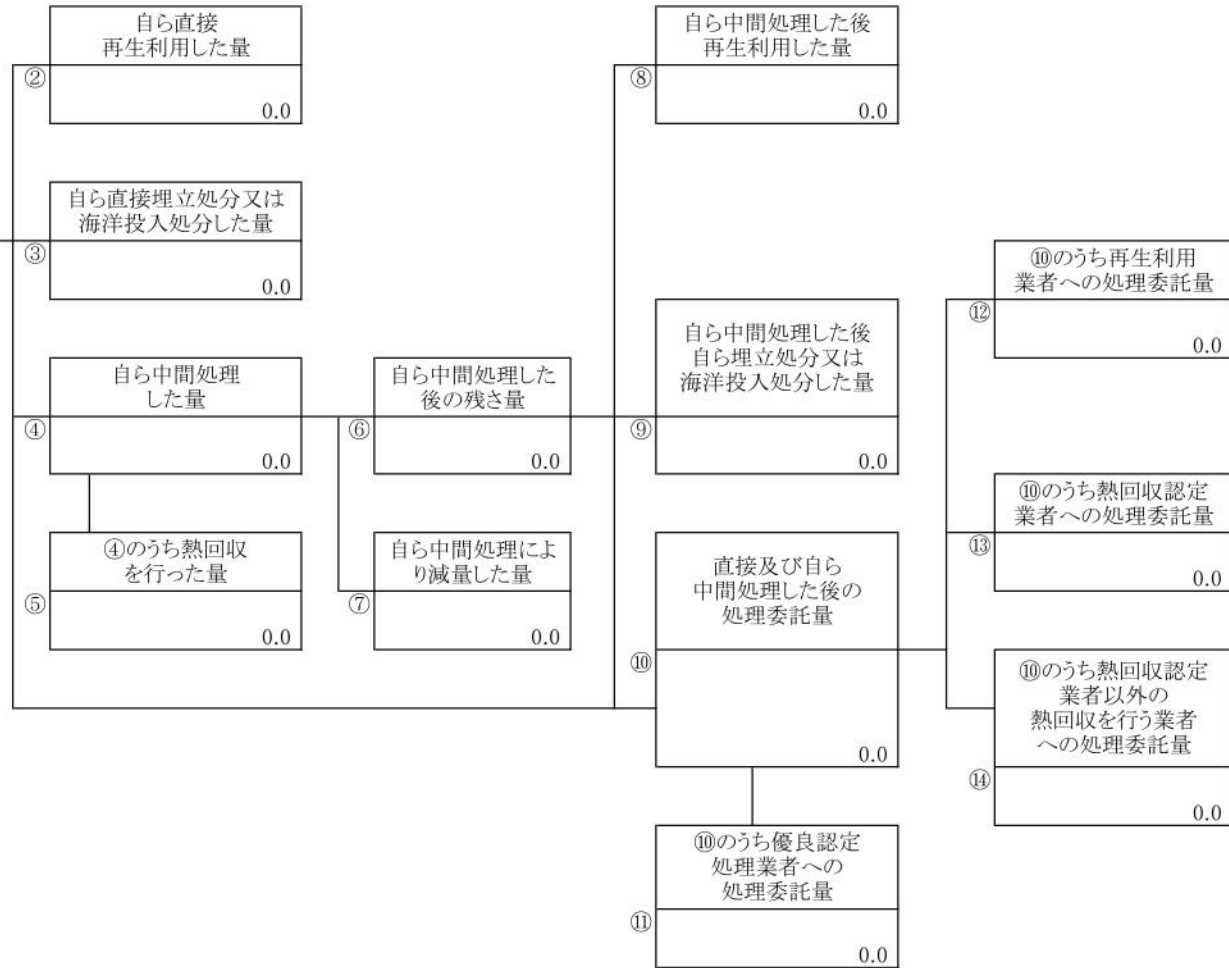 自ら直接
再生利用した量
②
0.0
自ら直接埋立処分又は
海洋投入処分した量
③
0.0
自ら中間処理
した量
④
0.0
④のうち熱回収
を行った量
⑤
0.0
自ら中間処理した
後の残さ量
⑥
0.0
自ら中間処理によ
り減量した量
⑦
0.0
自ら中間処理した後
再生利用した量
⑧
0.0
自ら中間処理した後
自ら埋立処分又は
海洋投入処分した量
⑨
0.0
直接及び自ら
中間処理した後の
処理委託量
⑩
0.0
⑩のうち優良認定
処理業者への
処理委託量
⑪
0.0
⑩のうち再生利用
業者への処理委託量
⑫
0.0
⑩のうち熱回収認定
業者への処理委託量
⑬
0.0
⑩のうち熱回収認定
業者以外の
熱回収を行う業者
への処理委託量
⑭
0.0